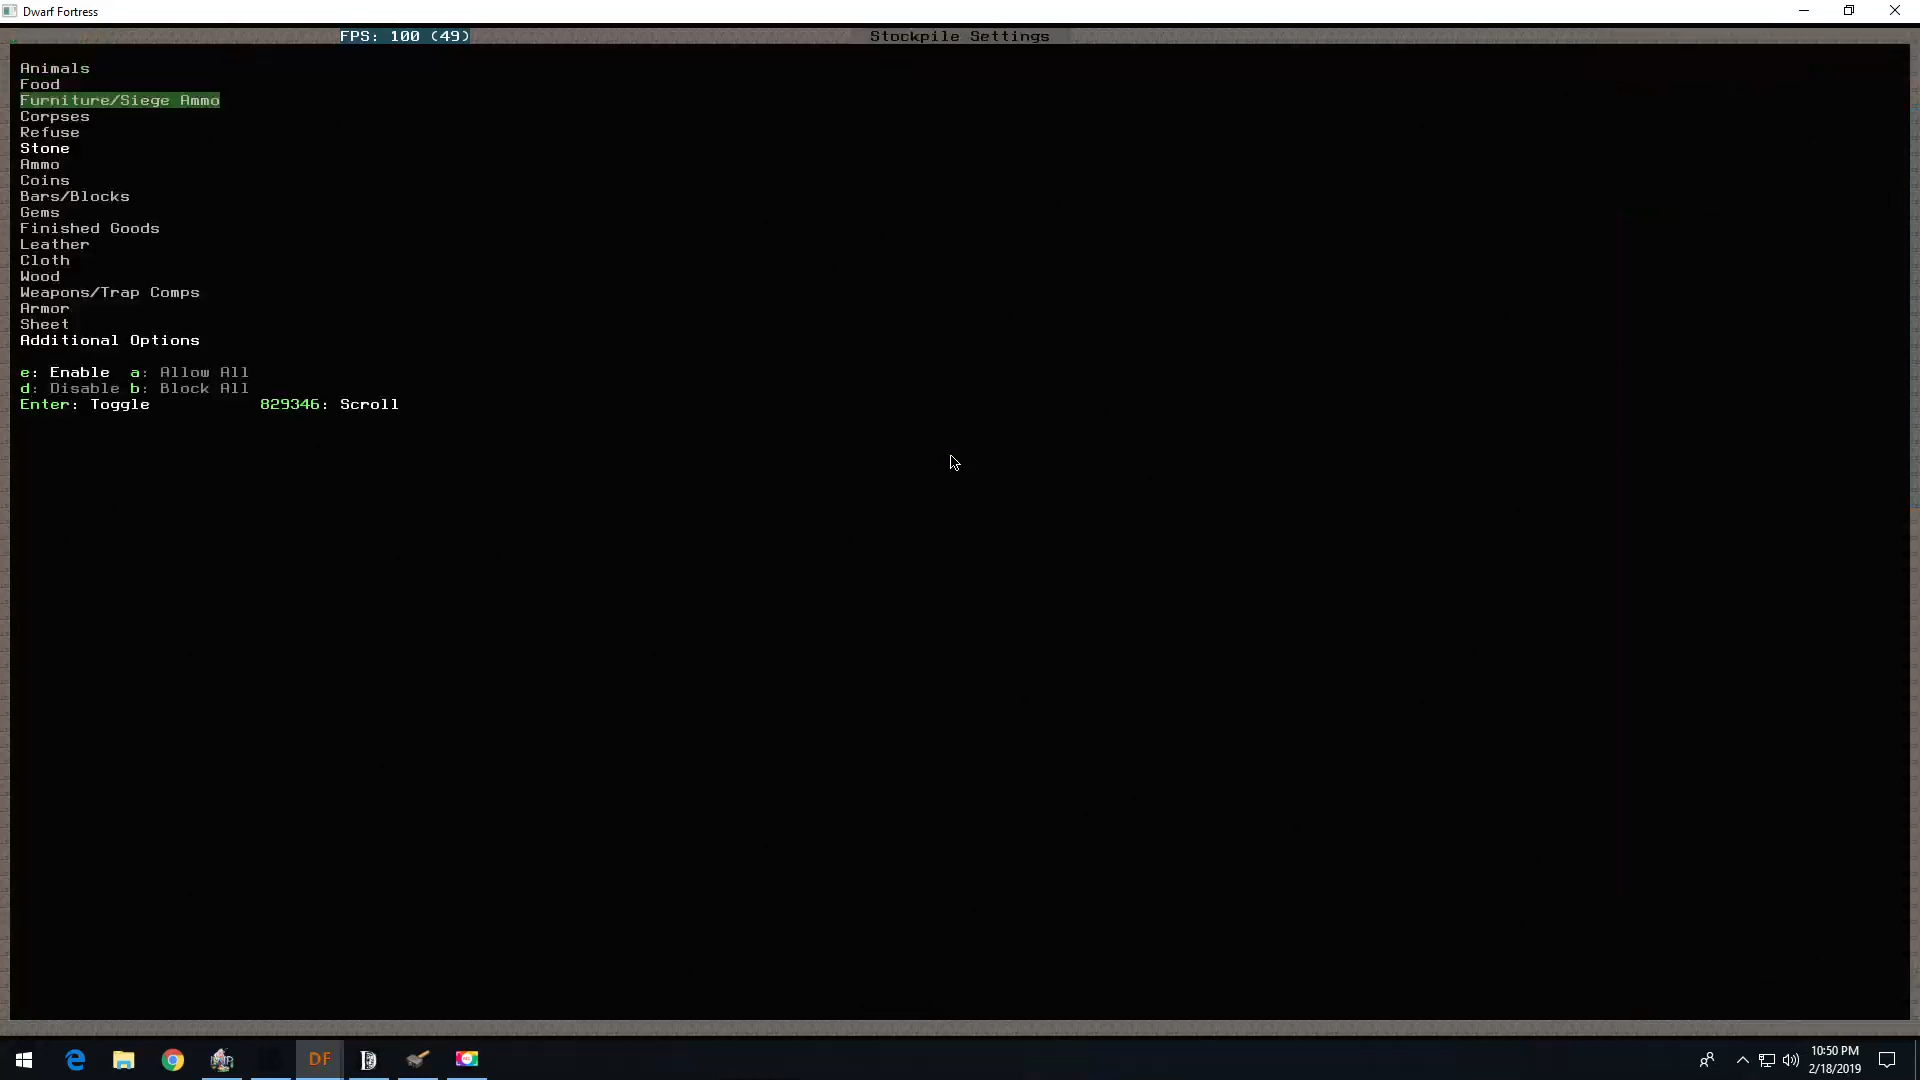 Dwarf Fortress
FPS: 100 (49)
Stockpile Settings
Animals
Food
Furniture/Siege Ammo
Corpses
Refuse
Stone
Ammo
Coins
Bars/Blocks
Gems
Finished Goods
Leather
Cloth
Wood
Weapons/Trap Comps
Armor
Sheet
Additional Options
e: Enable a: Allow All
d: Disable b: Block All
Enter: Toggle 829346: Scroll
DF
10:50 PM
2/18/2019